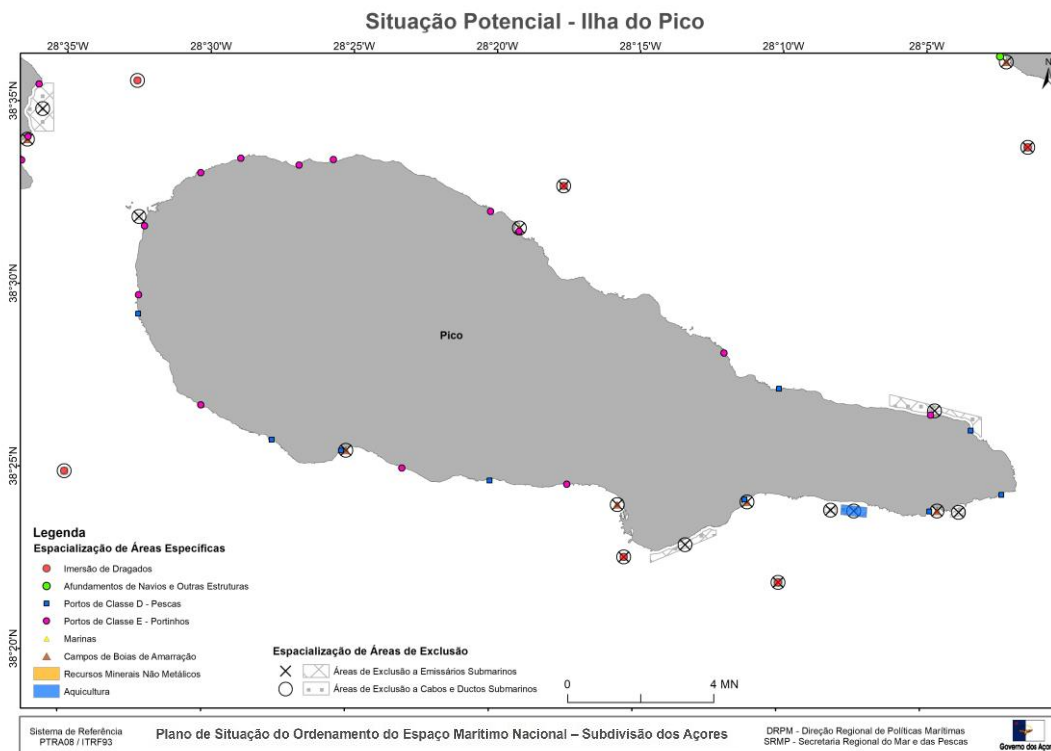 Situação Potencial - Ilha do Pico
28°35'W 28°30'W 28°25'W 28°20'W 28°15'W 28°10'W 28°5'W
N
38°35'N
38°30'N
Pico
38°25'N
38°20'N
Legenda
Espacialização de Áreas Específicas
Imersão de Dragados
Afundamentos de Navios e Outras Estruturas
Portos de Classe D - Pescas
Portos de Classe E - Portinhos
Marinas
Campos de Boias de Amarração
Recursos Minerais Não Metálicos
Aquicultura
Espacialização de Áreas de Exclusão
Áreas de Exclusão a Emissários Submarinos
Áreas de Exclusão a Cabos e Ductos Submarinos
0 4 MN
Sistema de Referência
PTRA08 / ITRF93
Plano de Situação do Ordenamento do Espaço Marítimo Nacional – Subdivisão dos Açores
DRPM - Direção Regional de Políticas Marítimas
SRMP - Secretaria Regional do Mar e das Pescas
Governo dos Açores